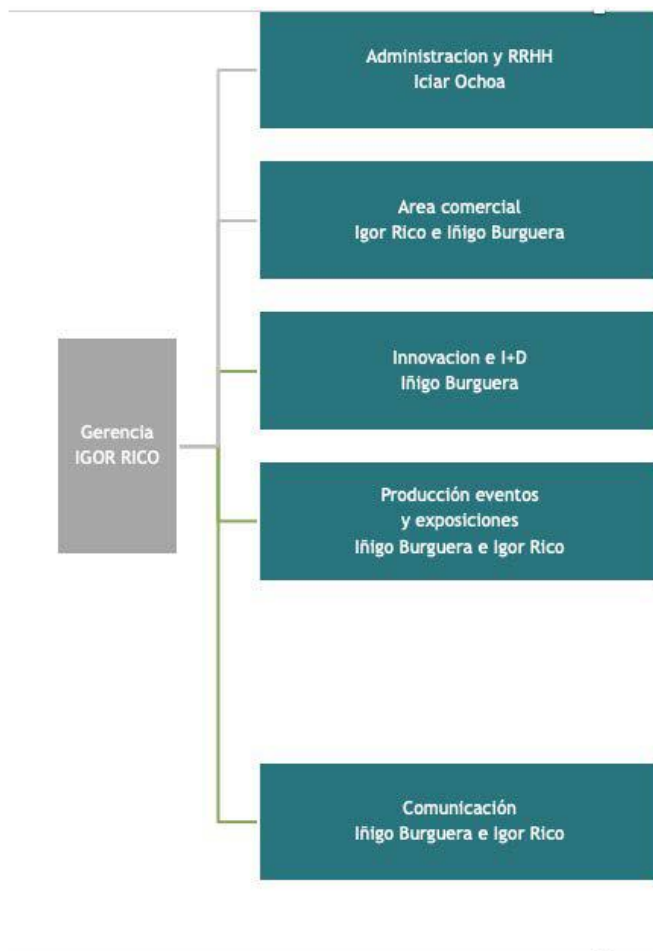 Administracion y RRHH
Iciar Ochoa
Area comercial
Igor Rico e Iñigo Burguera
Innovacion e I+D
Iñigo Burguera
Gerencia
IGOR RICO
Producción eventos
y exposiciones
Iñigo Burguera e Igor Rico
Comunicación
Iñigo Burguera e Igor Rico